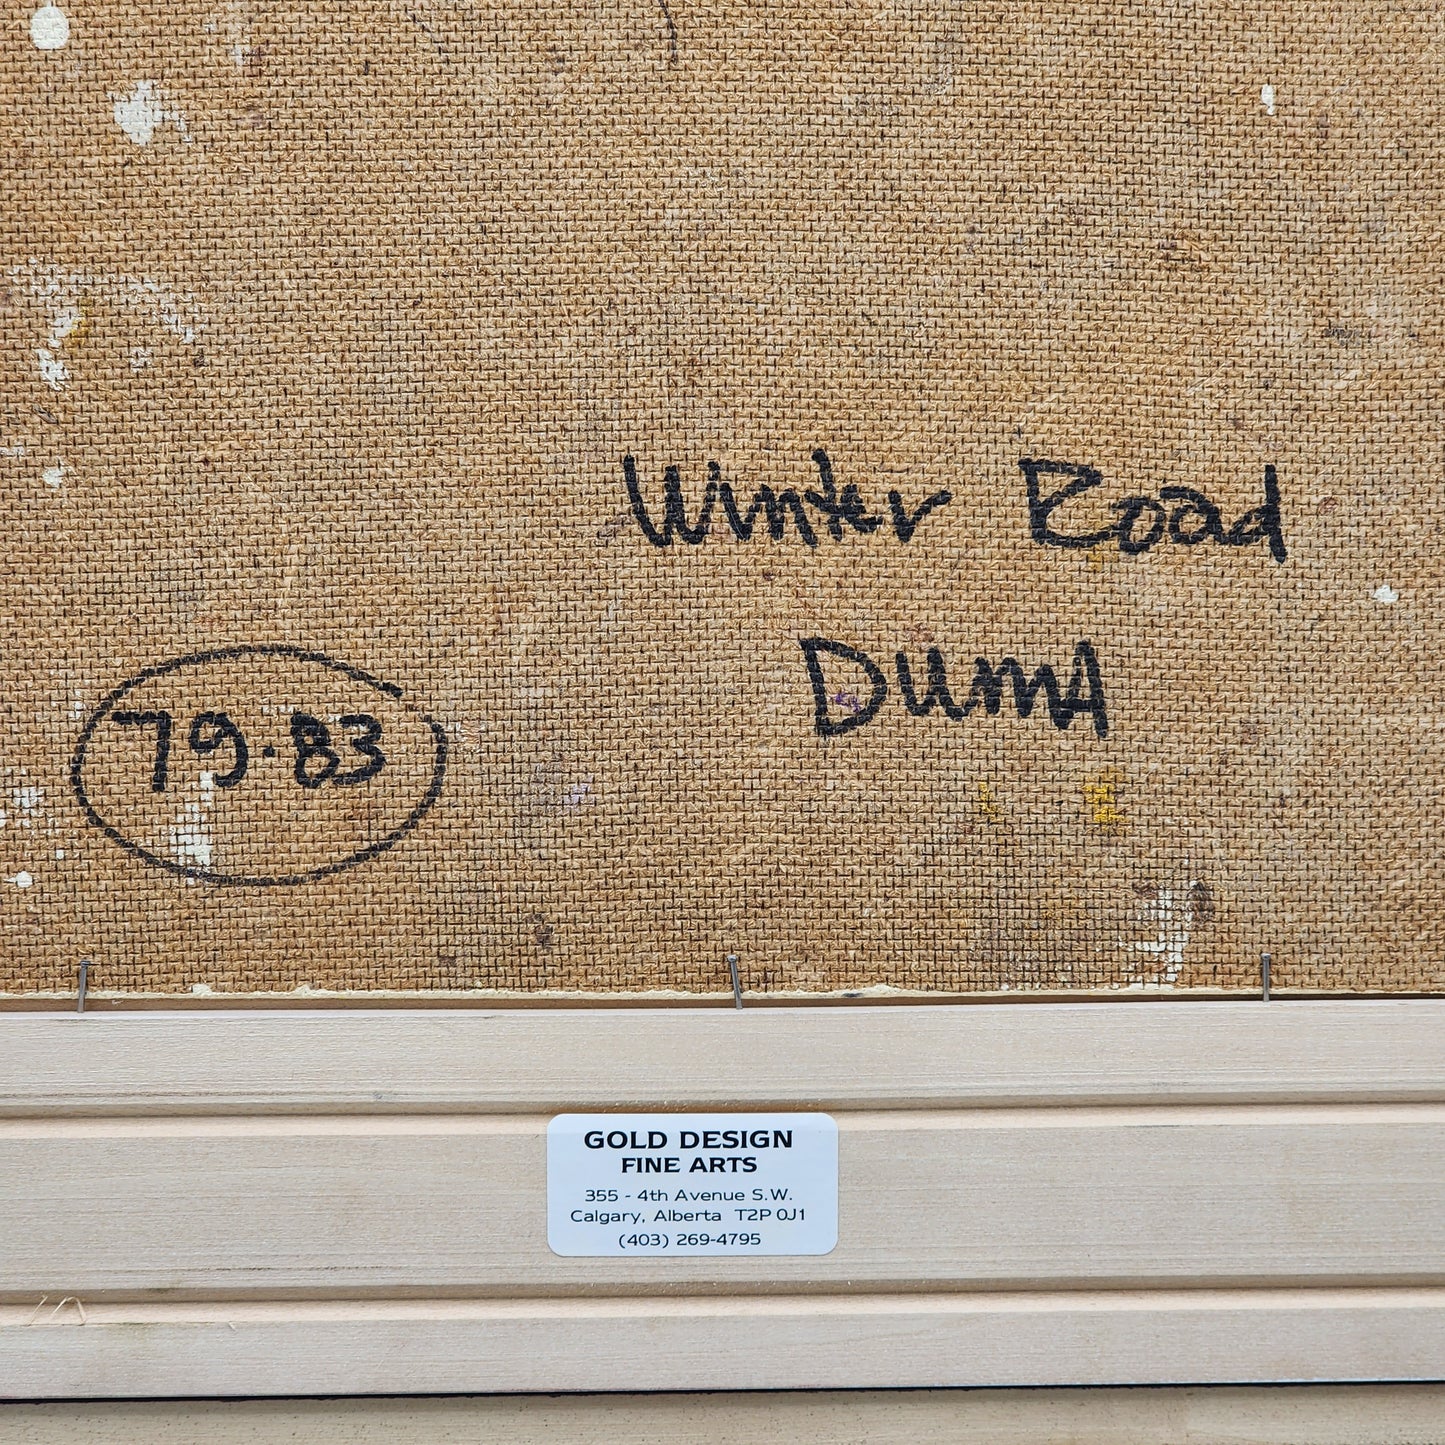 Winter Road
Duma
79.83
GOLD DESIGN
FINE ARTS
355 - 4th Avenue S.W.
Calgary, Alberta T2P 0J1
(403) 269-4795